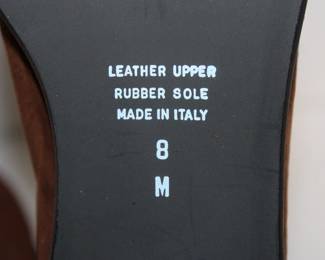 LEATHER UPPER
RUBBER SOLE
MADE IN ITALY
8
M